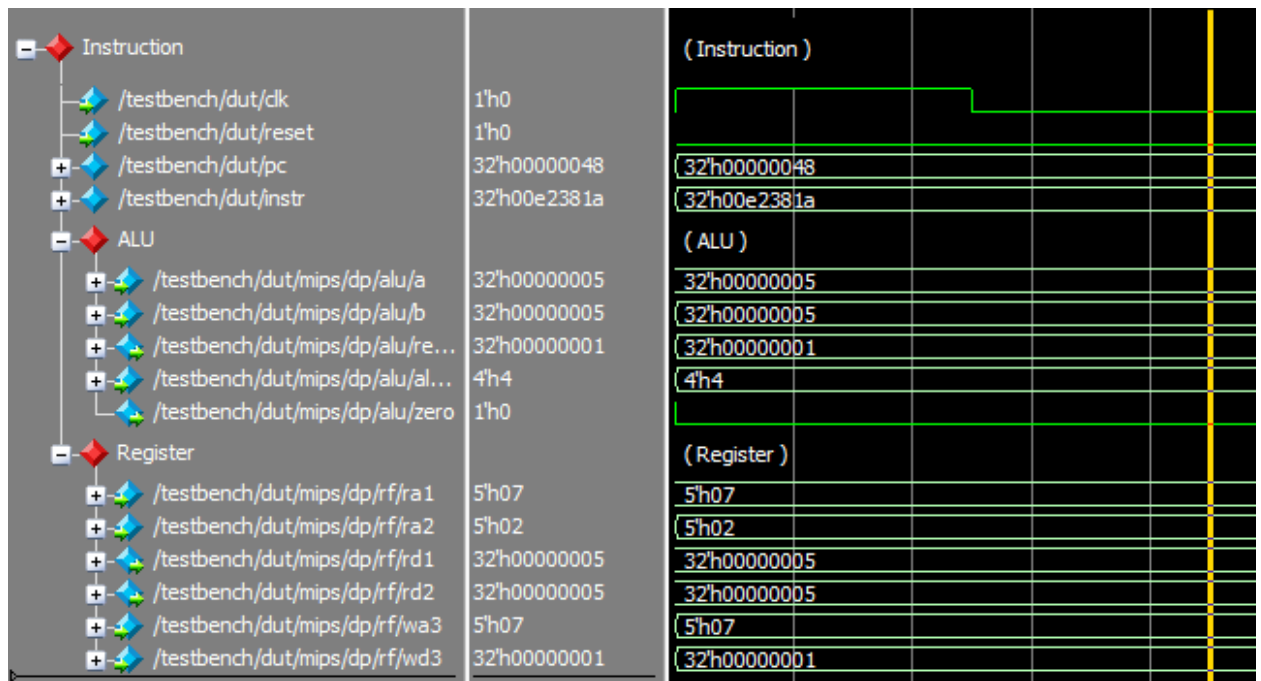 Instruction ( Instruction )
/testbench/dut/clk 1'h0
/testbench/dut/reset 1'h0
/testbench/dut/pc 32'h00000048 32'h00000048
/testbench/dut/instr 32'h00e2381a 32'h00e2381a
ALU ( ALU )
/testbench/dut/mips/dp/alu/a 32'h00000005 32'h00000005
/testbench/dut/mips/dp/alu/b 32'h00000005 32'h00000005
/testbench/dut/mips/dp/alu/re... 32'h00000001 32'h00000001
/testbench/dut/mips/dp/alu/al... 4'h4 4'h4
/testbench/dut/mips/dp/alu/zero 1'h0
Register ( Register )
/testbench/dut/mips/dp/rf/ra1 5'h07 5'h07
/testbench/dut/mips/dp/rf/ra2 5'h02 5'h02
/testbench/dut/mips/dp/rf/rd1 32'h00000005 32'h00000005
/testbench/dut/mips/dp/rf/rd2 32'h00000005 32'h00000005
/testbench/dut/mips/dp/rf/wa3 5'h07 5'h07
/testbench/dut/mips/dp/rf/wd3 32'h00000001 32'h00000001